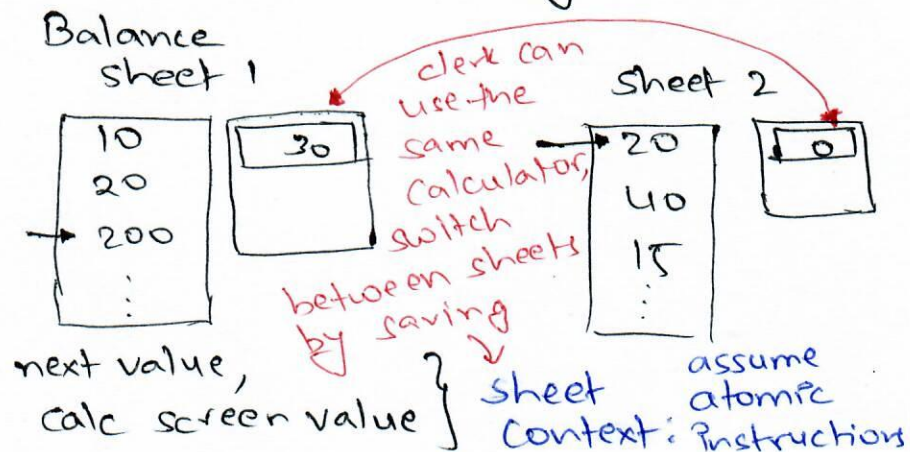 Balance
sheet 1
10
20
200
⋮
30
clerk can
use the
same
calculator,
switch
between sheets
by saving
sheet 2
20
40
15
⋮
0
next value,
calc screen value } sheet
context:
assume
atomic
instructions